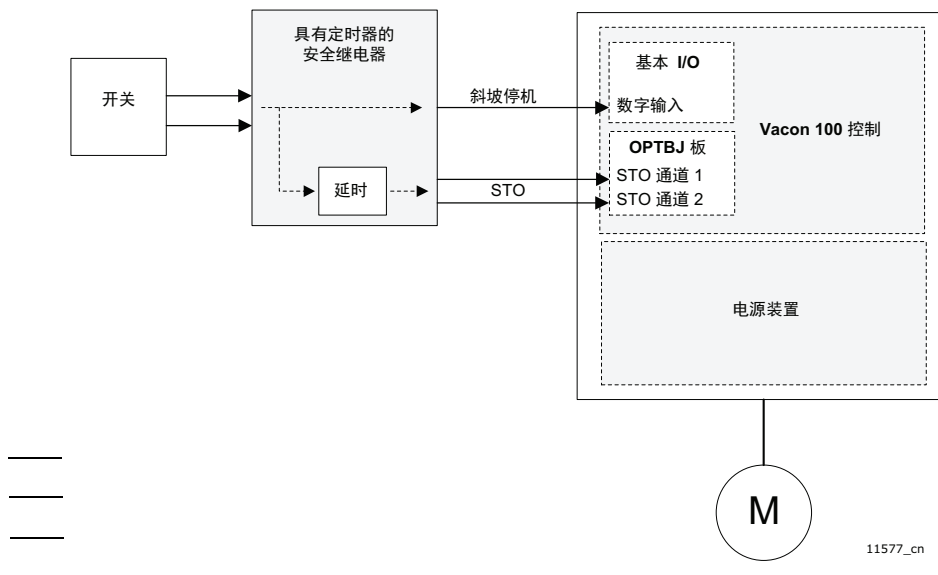 具有定时器的
安全继电器
开关
延时
斜坡停机
STO
基本 I/O
数字输入
OPTBJ 板
STO 通道 1
STO 通道 2
Vacon 100 控制
电源装置
M
11577_cn